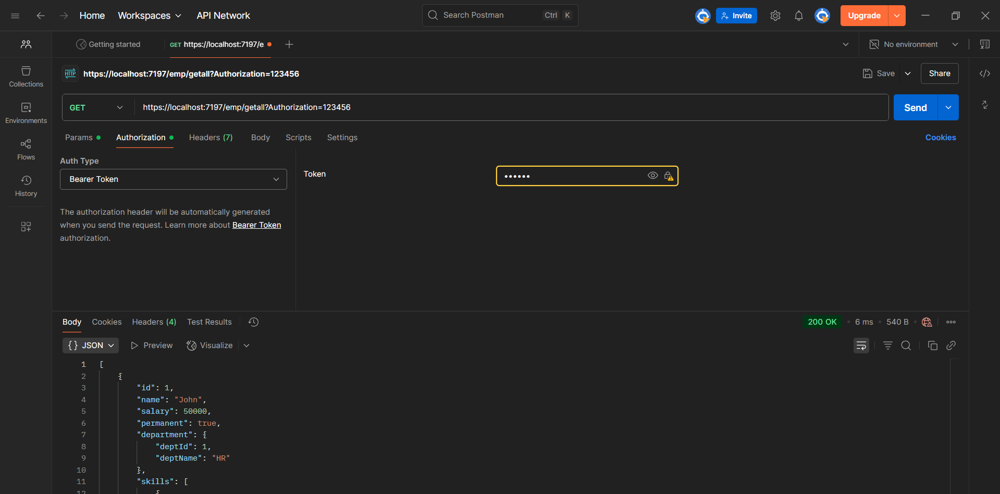 Home Workspaces API Network Search Postman Ctrl K Invite Upgrade
Getting started GET https://localhost:7197/e No environment
HTTP https://localhost:7197/emp/getall?Authorization=123456 Save Share
GET https://localhost:7197/emp/getall?Authorization=123456 Send
Params Authorization Headers (7) Body Scripts Settings Cookies
Collections
Environments
Flows
History
Auth Type
Bearer Token
The authorization header will be automatically generated
when you send the request. Learn more about Bearer Token
authorization.
Token ••••••
Body Cookies Headers (4) Test Results 200 OK • 6 ms • 540 B •
{} JSON Preview Visualize
1 [
2 {
3 "id": 1,
4 "name": "John",
5 "salary": 50000,
6 "permanent": true,
7 "department": {
8 "deptId": 1,
9 "deptName": "HR"
10 },
11 "skills": [
12 {